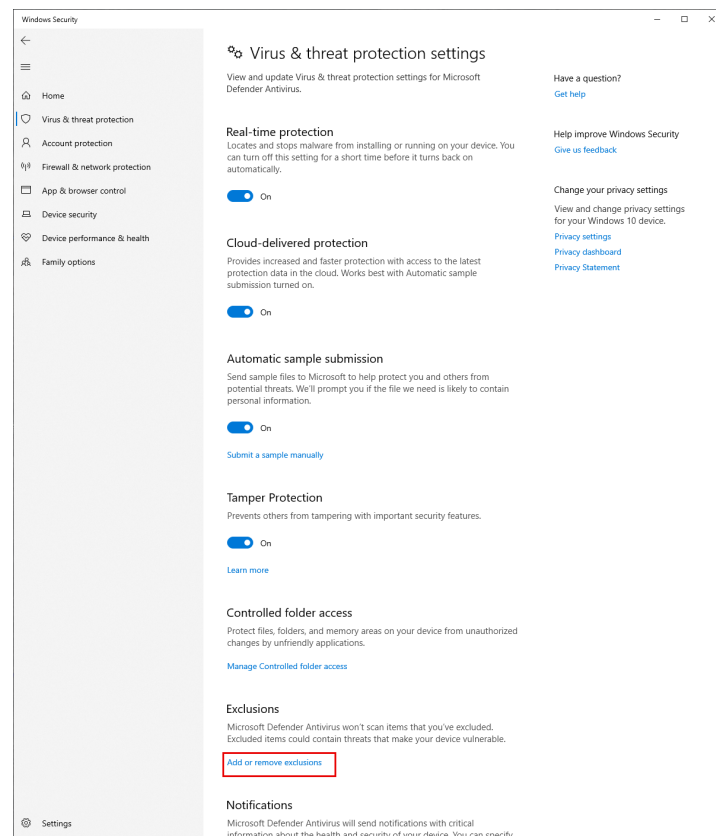 Windows Security
Home
Virus & threat protection
Account protection
Firewall & network protection
App & browser control
Device security
Device performance & health
Family options
Settings
Virus & threat protection settings
View and update Virus & threat protection settings for Microsoft
Defender Antivirus.
Real-time protection
Locates and stops malware from installing or running on your device. You
can turn off this setting for a short time before it turns back on
automatically.
On
Cloud-delivered protection
Provides increased and faster protection with access to the latest
protection data in the cloud. Works best with Automatic sample
submission turned on.
On
Automatic sample submission
Send sample files to Microsoft to help protect you and others from
potential threats. We'll prompt you if the file we need is likely to contain
personal information.
On
Submit a sample manually
Tamper Protection
Prevents others from tampering with important security features.
On
Learn more
Controlled folder access
Protect files, folders, and memory areas on your device from unauthorized
changes by unfriendly applications.
Manage Controlled folder access
Exclusions
Microsoft Defender Antivirus won't scan items that you've excluded.
Excluded items could contain threats that make your device vulnerable.
Add or remove exclusions
Notifications
Microsoft Defender Antivirus will send notifications with critical
information about the health and security of your device. You can specify
Have a question?
Get help
Help improve Windows Security
Give us feedback
Change your privacy settings
View and change privacy settings
for your Windows 10 device.
Privacy settings
Privacy dashboard
Privacy Statement